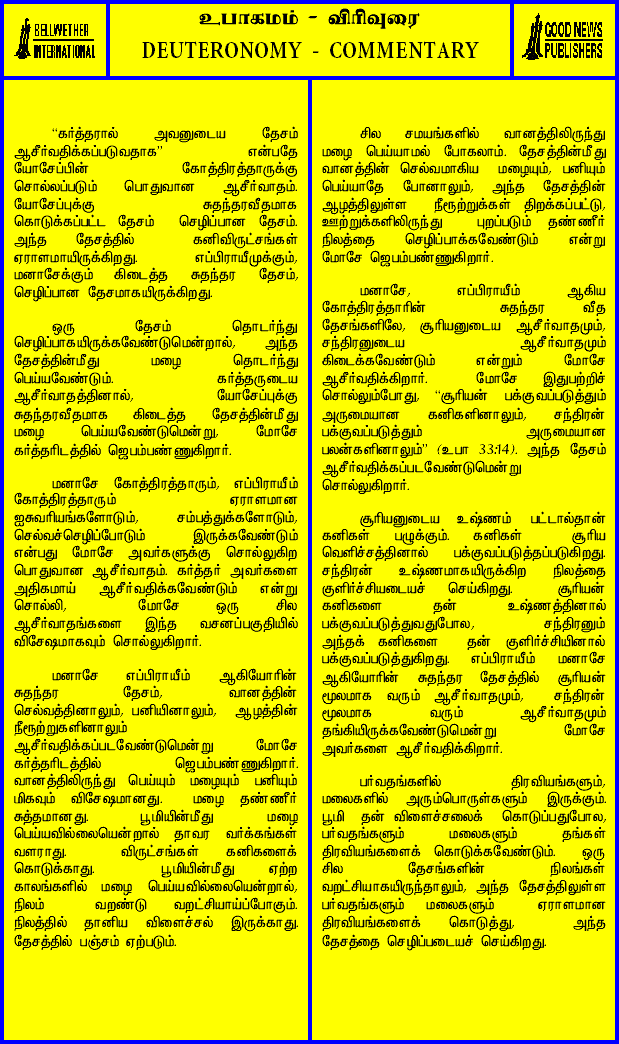 BELLWETHER
INTERNATIONAL
உபாகமம் - விரிவுரை
DEUTERONOMY - COMMENTARY
GOOD NEWS
PUBLISHERS
“கர்த்தரால் அவனுடைய தேசம்
ஆசீர்வதிக்கப்படுவதாக” என்பதே
யோசேப்பின் கோத்திரத்தாருக்கு
சொல்லப்படும் பொதுவான ஆசீர்வாதம்.
யோசேப்புக்கு சுதந்தரவீதமாக
கொடுக்கப்பட்ட தேசம் செழிப்பான தேசம்.
அந்த தேசத்தில் கனிவிருட்சங்கள்
ஏராளமாயிருக்கிறது. எப்பிராயீமுக்கும்,
மனாசேக்கும் கிடைத்த சுதந்தர தேசம்,
செழிப்பான தேசமாகயிருக்கிறது.
ஒரு தேசம் தொடர்ந்து
செழிப்பாகயிருக்கவேண்டுமென்றால், அந்த
தேசத்தின்மீது மழை தொடர்ந்து
பெய்யவேண்டும். கர்த்தருடைய
ஆசீர்வாதத்தினால், யோசேப்புக்கு
சுதந்தரவீதமாக கிடைத்த தேசத்தின்மீது
மழை பெய்யவேண்டுமென்று, மோசே
கர்த்தரிடத்தில் ஜெபம்பண்ணுகிறார்.
மனாசே கோத்திரத்தாரும், எப்பிராயீம்
கோத்திரத்தாரும் ஏராளமான
ஐசுவரியங்களோடும், சம்பத்துக்களோடும்,
செல்வச்செழிப்போடும் இருக்கவேண்டும்
என்பது மோசே அவர்களுக்கு சொல்லுகிற
பொதுவான ஆசீர்வாதம். கர்த்தர் அவர்களை
அதிகமாய் ஆசீர்வதிக்கவேண்டும் என்று
சொல்லி, மோசே ஒரு சில
ஆசீர்வாதங்களை இந்த வசனப்பகுதியில்
விசேஷமாகவும் சொல்லுகிறார்.
மனாசே எப்பிராயீம் ஆகியோரின்
சுதந்தர தேசம், வானத்தின்
செல்வத்தினாலும், பனியினாலும், ஆழத்தின்
நீரூற்றுகளினாலும்
ஆசீர்வதிக்கப்படவேண்டுமென்று மோசே
கர்த்தரிடத்தில் ஜெபம்பண்ணுகிறார்.
வானத்திலிருந்து பெய்யும் மழையும் பனியும்
மிகவும் விசேஷமானது. மழை தண்ணீர்
சுத்தமானது. பூமியின்மீது மழை
பெய்யவில்லையென்றால் தாவர வர்க்கங்கள்
வளராது. விருட்சங்கள் கனிகளைக்
கொடுக்காது. பூமியின்மீது ஏற்ற
காலங்களில் மழை பெய்யவில்லையென்றால்,
நிலம் வறண்டு வறட்சியாய்ப்போகும்.
நிலத்தில் தானிய விளைச்சல் இருக்காது.
தேசத்தில் பஞ்சம் ஏற்படும்.
சில சமயங்களில் வானத்திலிருந்து
மழை பெய்யாமல் போகலாம். தேசத்தின்மீது
வானத்தின் செல்வமாகிய மழையும், பனியும்
பெய்யாதே போனாலும், அந்த தேசத்தின்
ஆழத்திலுள்ள நீரூற்றுக்கள் திறக்கப்பட்டு,
ஊற்றுக்களிலிருந்து புறப்படும் தண்ணீர்
நிலத்தை செழிப்பாக்கவேண்டும் என்று
மோசே ஜெபம்பண்ணுகிறார்.
மனாசே, எப்பிராயீம் ஆகிய
கோத்திரத்தாரின் சுதந்தர வீத
தேசங்களிலே, சூரியனுடைய ஆசீர்வாதமும்,
சந்திரனுடைய ஆசீர்வாதமும்
கிடைக்கவேண்டும் என்றும் மோசே
ஆசீர்வதிக்கிறார். மோசே இதுபற்றிச்
சொல்லும்போது, “சூரியன் பக்குவப்படுத்தும்
அருமையான கனிகளினாலும், சந்திரன்
பக்குவப்படுத்தும் அருமையான
பலன்களினாலும்” (உபா 33:14). அந்த தேசம்
ஆசீர்வதிக்கப்படவேண்டுமென்று
சொல்லுகிறார்.
சூரியனுடைய உஷ்ணம் பட்டால்தான்
கனிகள் பழுக்கும். கனிகள் சூரிய
வெளிச்சத்தினால் பக்குவப்படுத்தப்படுகிறது.
சந்திரன் உஷ்ணமாகயிருக்கிற நிலத்தை
குளிர்ச்சியடையச் செய்கிறது. சூரியன்
கனிகளை தன் உஷ்ணத்தினால்
பக்குவப்படுத்துவதுபோல, சந்திரனும்
அந்தக் கனிகளை தன் குளிர்ச்சியினால்
பக்குவப்படுத்துகிறது. எப்பிராயீம் மனாசே
ஆகியோரின் சுதந்தர தேசத்தில் சூரியன்
மூலமாக வரும் ஆசீர்வாதமும், சந்திரன்
மூலமாக வரும் ஆசீர்வாதமும்
தங்கியிருக்கவேண்டுமென்று மோசே
அவர்களை ஆசீர்வதிக்கிறார்.
பர்வதங்களில் திரவியங்களும்,
மலைகளில் அரும்பொருள்களும் இருக்கும்.
பூமி தன் விளைச்சலைக் கொடுப்பதுபோல,
பர்வதங்களும் மலைகளும் தங்கள்
திரவியங்களைக் கொடுக்கவேண்டும். ஒரு
சில தேசங்களின் நிலங்கள்
வறட்சியாகயிருந்தாலும், அந்த தேசத்திலுள்ள
பர்வதங்களும் மலைகளும் ஏராளமான
திரவியங்களைக் கொடுத்து, அந்த
தேசத்தை செழிப்படையச் செய்கிறது.